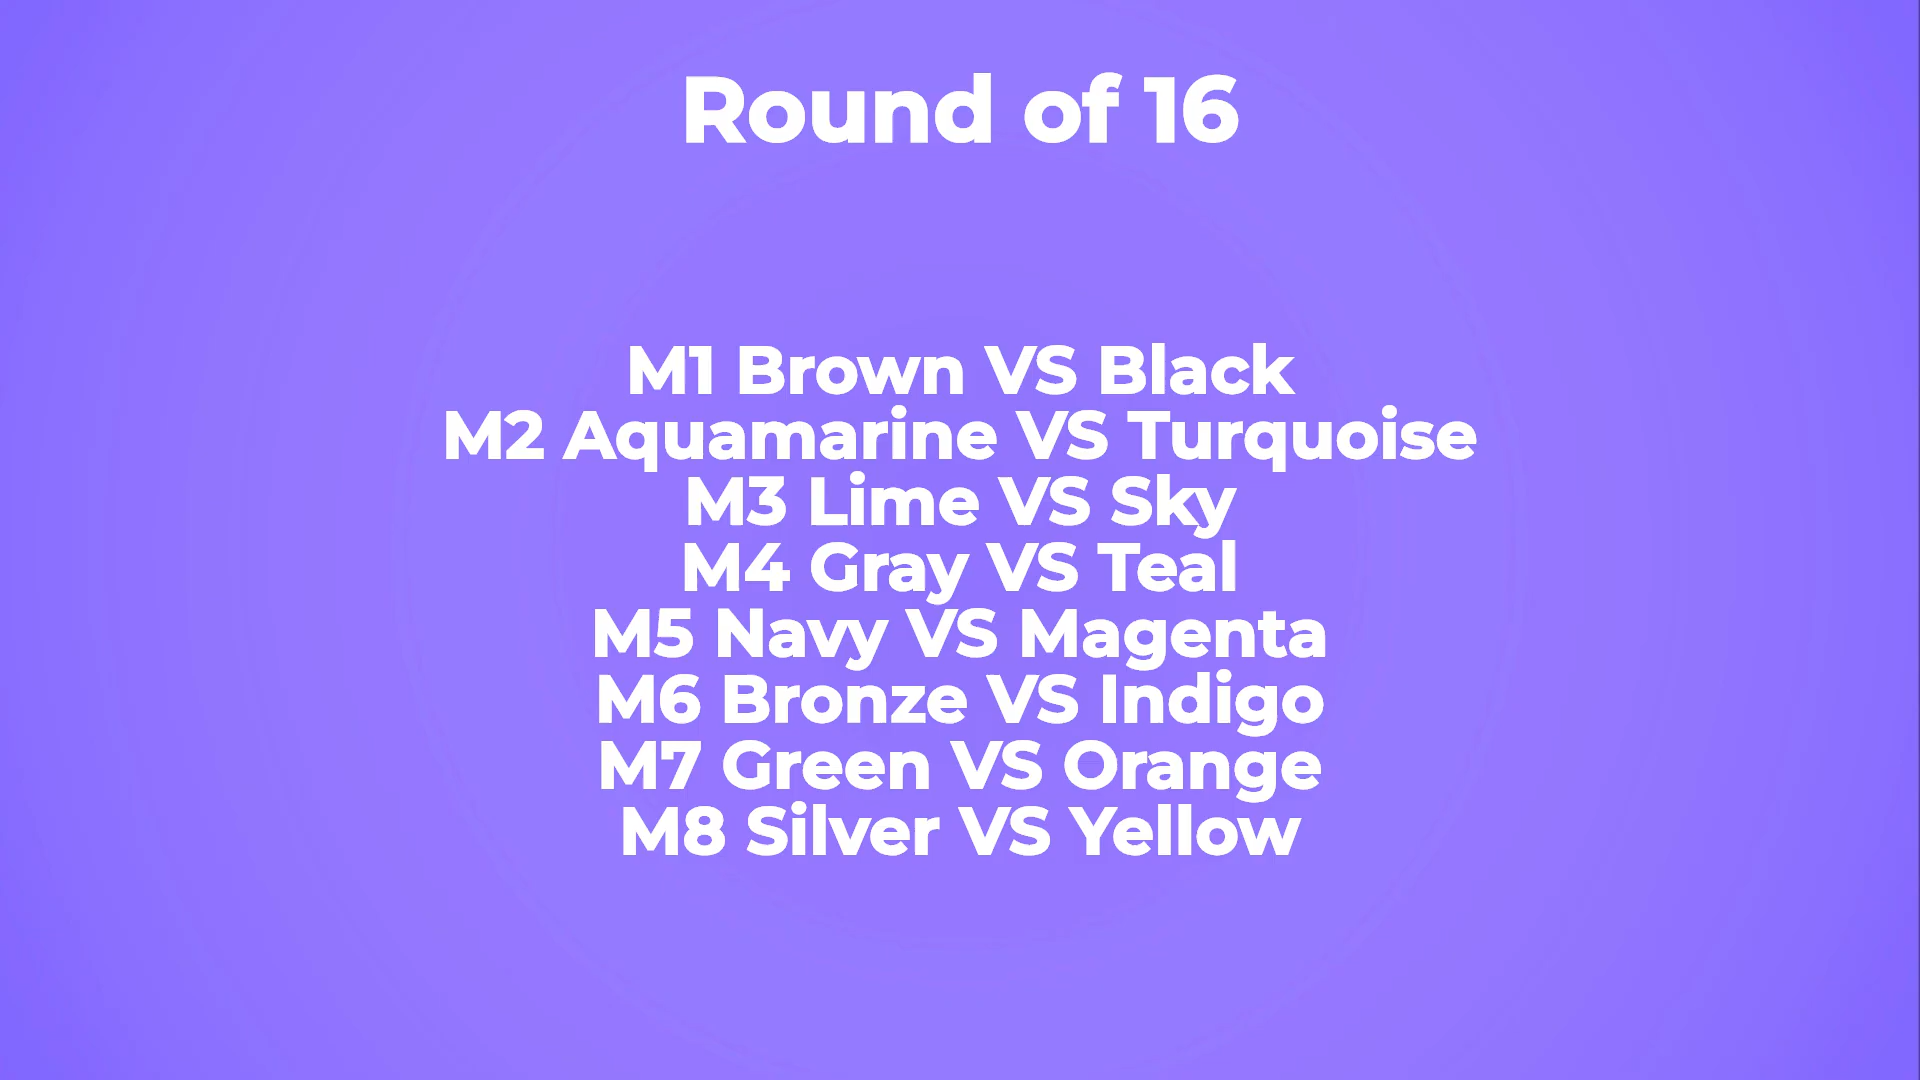 Round of 16
M1 Brown VS Black
M2 Aquamarine VS Turquoise
M3 Lime VS Sky
M4 Gray VS Teal
M5 Navy VS Magenta
M6 Bronze VS Indigo
M7 Green VS Orange
M8 Silver VS Yellow